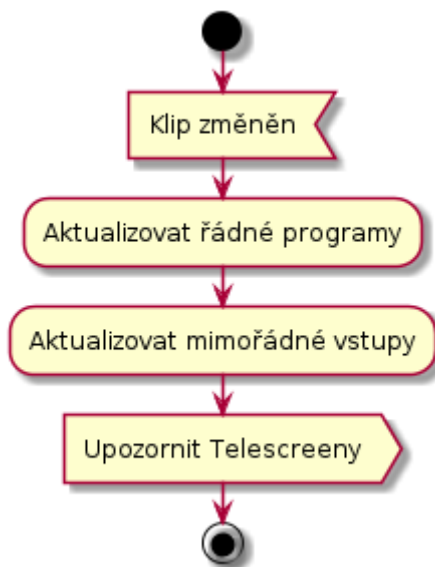 Klip změněn
Aktualizovat řádné programy
Aktualizovat mimořádné vstupy
Upozornit Telescreeny